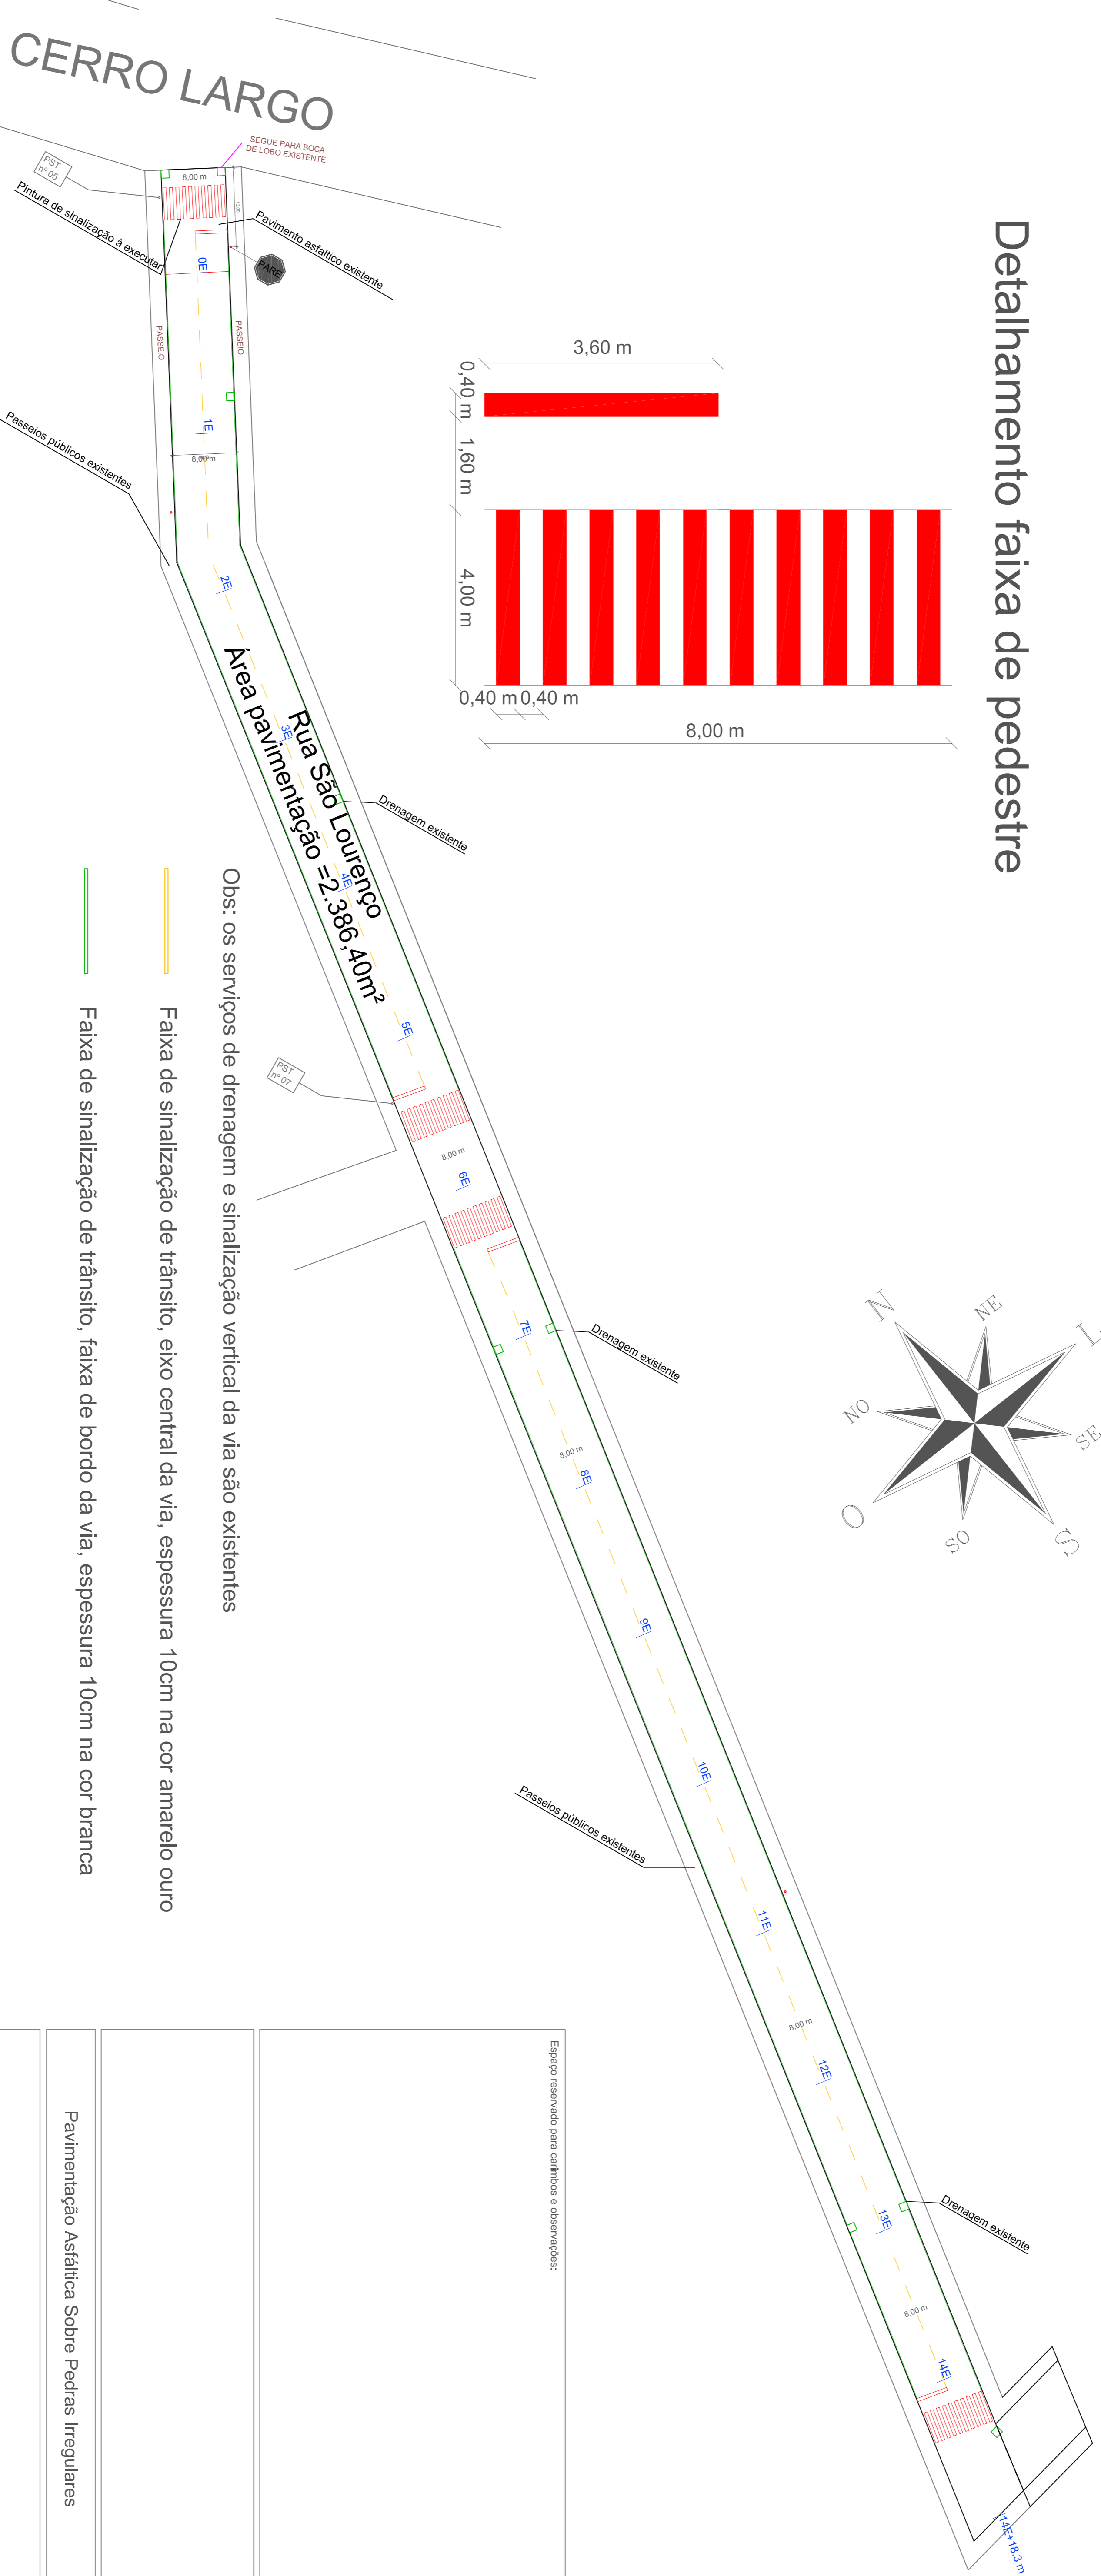 CERRO LARGO
SEGUE PARA BOCA
DE LOBO EXISTENTE
PST
nº 05
8,00 m
Pintura de sinalização à executar
Pavimento asfaltico existente
PARE
0E
PASSEIO
PASSEIO
1E
8,00 m
Passeios públicos existentes
2E
Detalhamento faixa de pedestre
3,60 m
0,40 m
1,60 m
4,00 m
0,40 m
0,40 m
8,00 m
Rua São Lourenço
Área pavimentação =2.386,40m²
3E
Drenagem existente
4E
5E
PST
nº 07
8,00 m
6E
7E
Drenagem existente
8,00 m
8E
9E
10E
Passeios públicos existentes
11E
8,00 m
12E
13E
Drenagem existente
8,00 m
14E
14E+18,3 m
N
NE
L
SE
S
SO
O
NO
Obs: os serviços de drenagem e sinalização vertical da via são existentes
Faixa de sinalização de trânsito, eixo central da via, espessura 10cm na cor amarelo ouro
Faixa de sinalização de trânsito, faixa de bordo da via, espessura 10cm na cor branca
Espaço reservado para carimbos e observações:
Pavimentação Asfáltica Sobre Pedras Irregulares